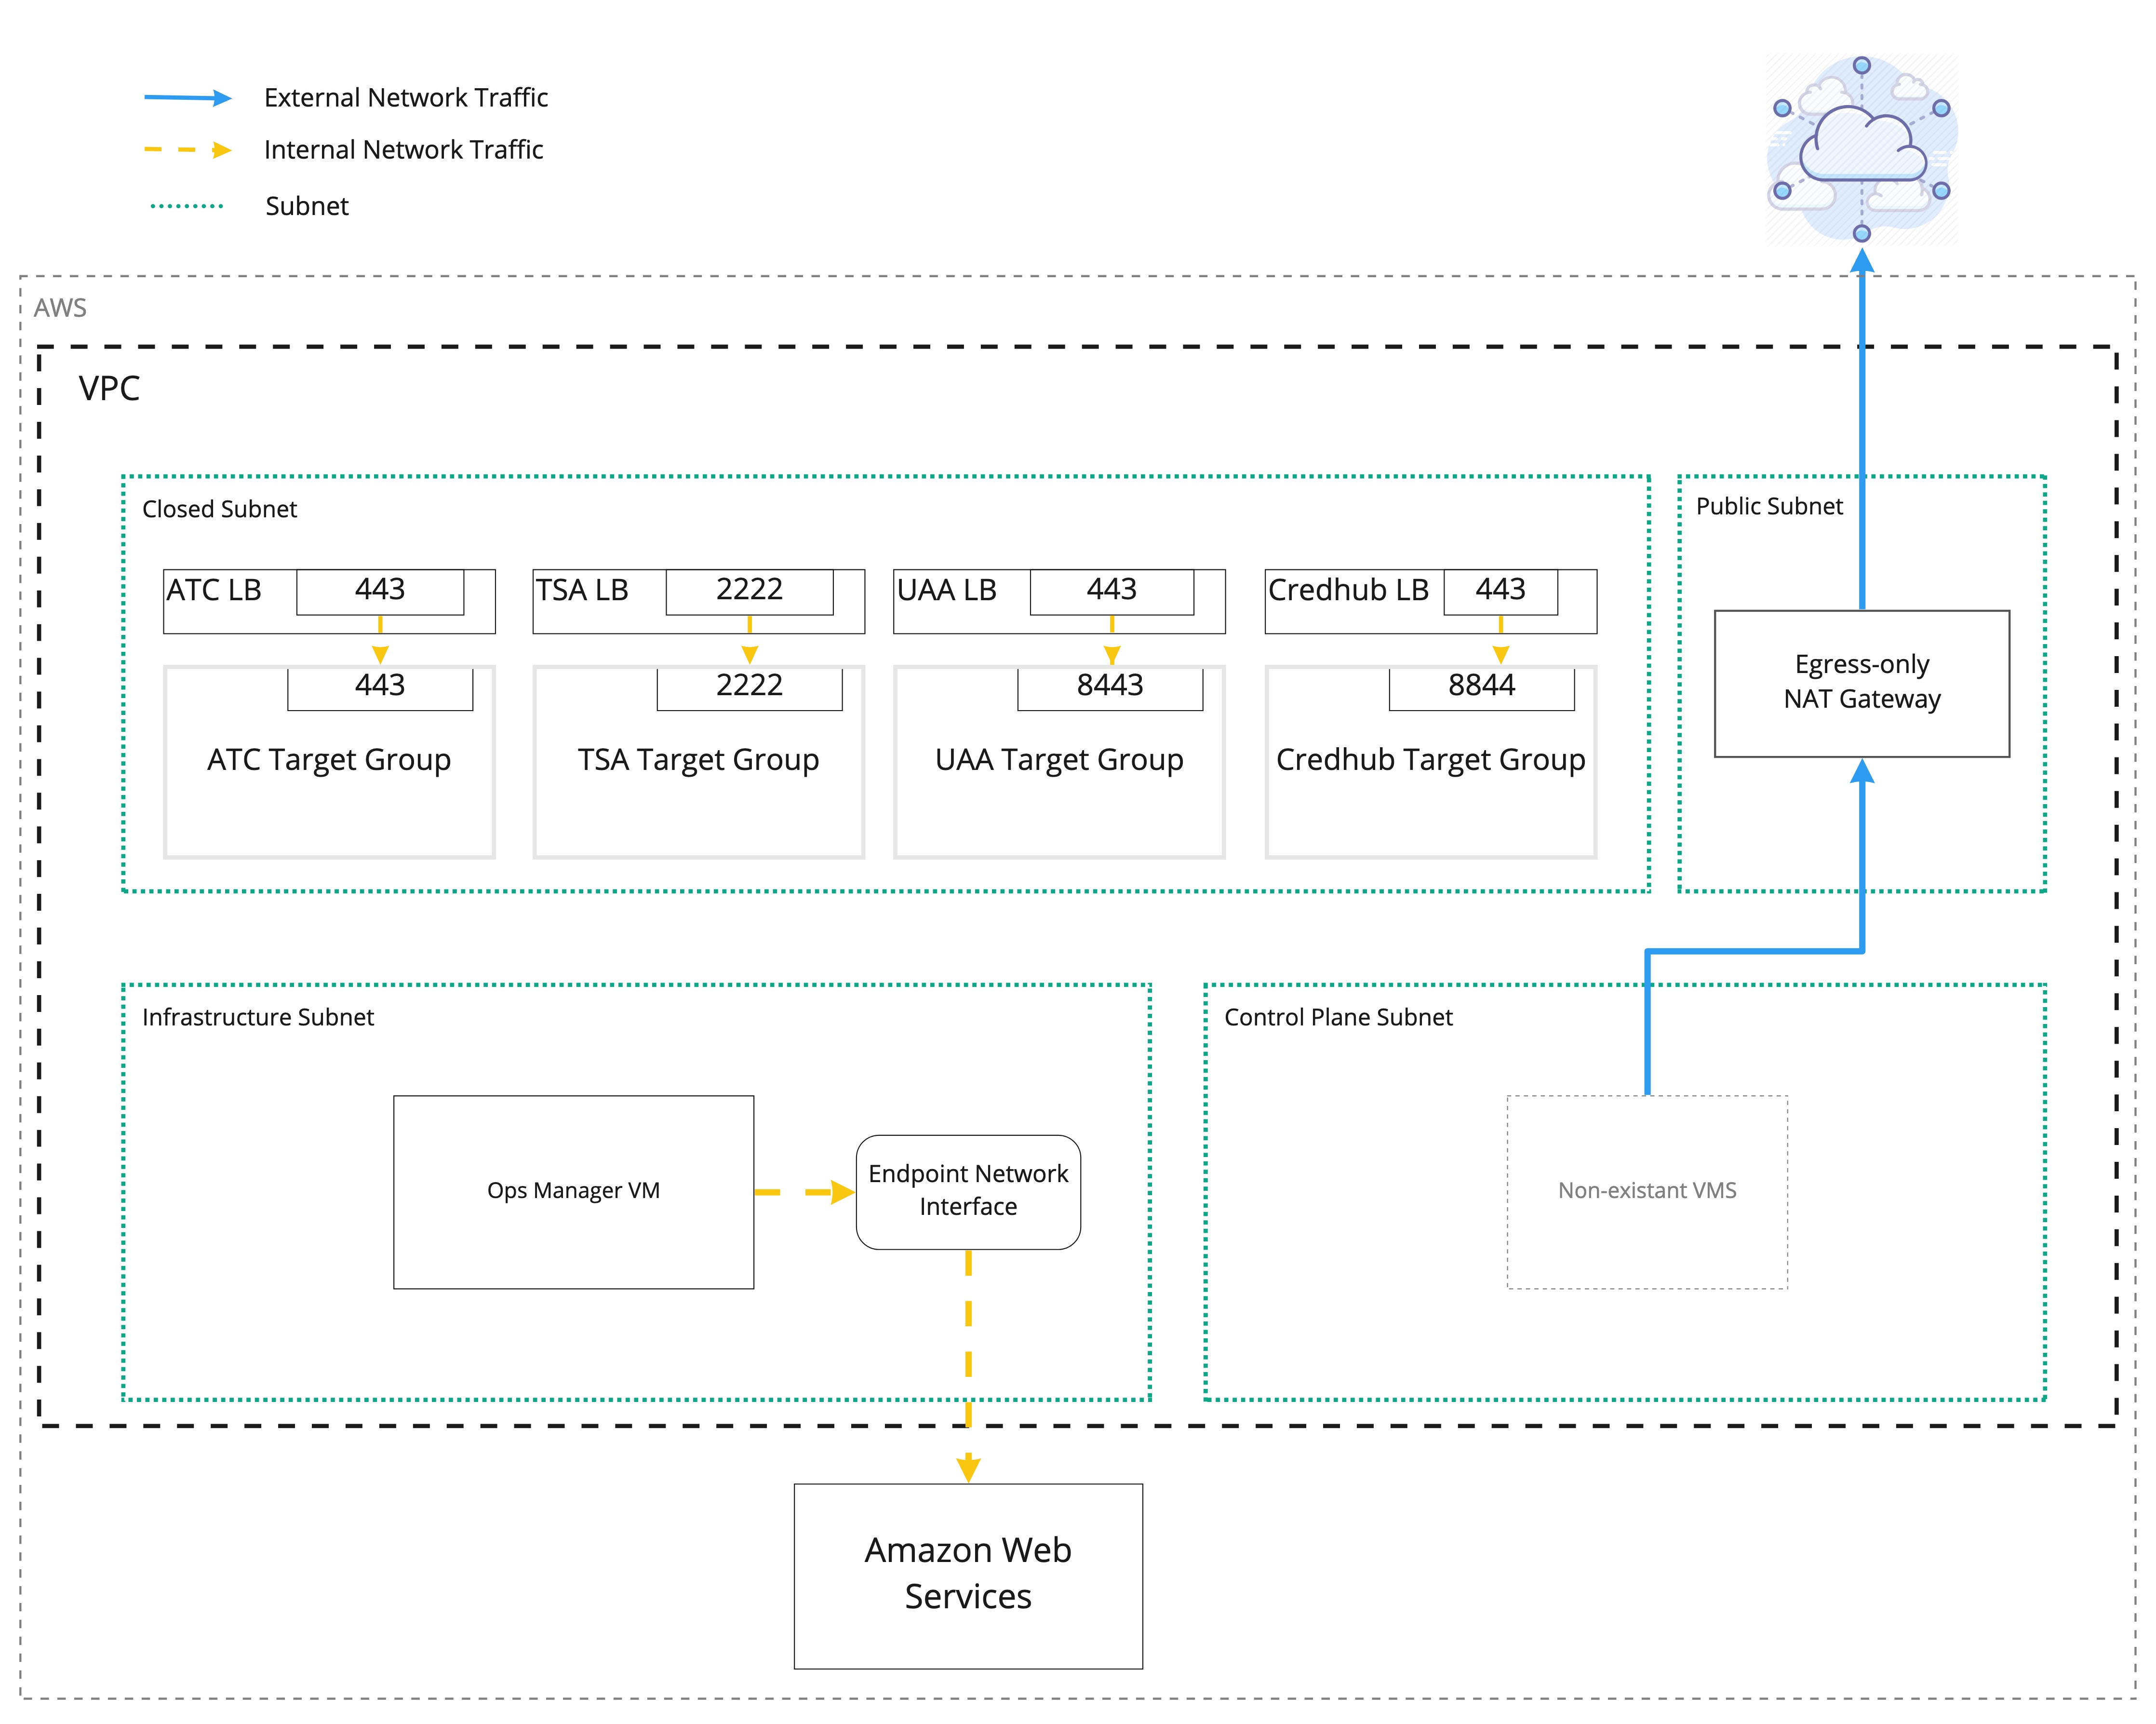 External Network Traffic
Internal Network Traffic
Subnet
AWS
VPC
Closed Subnet
ATC LB
443
TSA LB
2222
UAA LB
443
Credhub LB
443
443
ATC Target Group
2222
TSA Target Group
8443
UAA Target Group
8844
Credhub Target Group
Public Subnet
Egress-only
NAT Gateway
Infrastructure Subnet
Ops Manager VM
Endpoint Network
Interface
Control Plane Subnet
Non-existant VMS
Amazon Web
Services